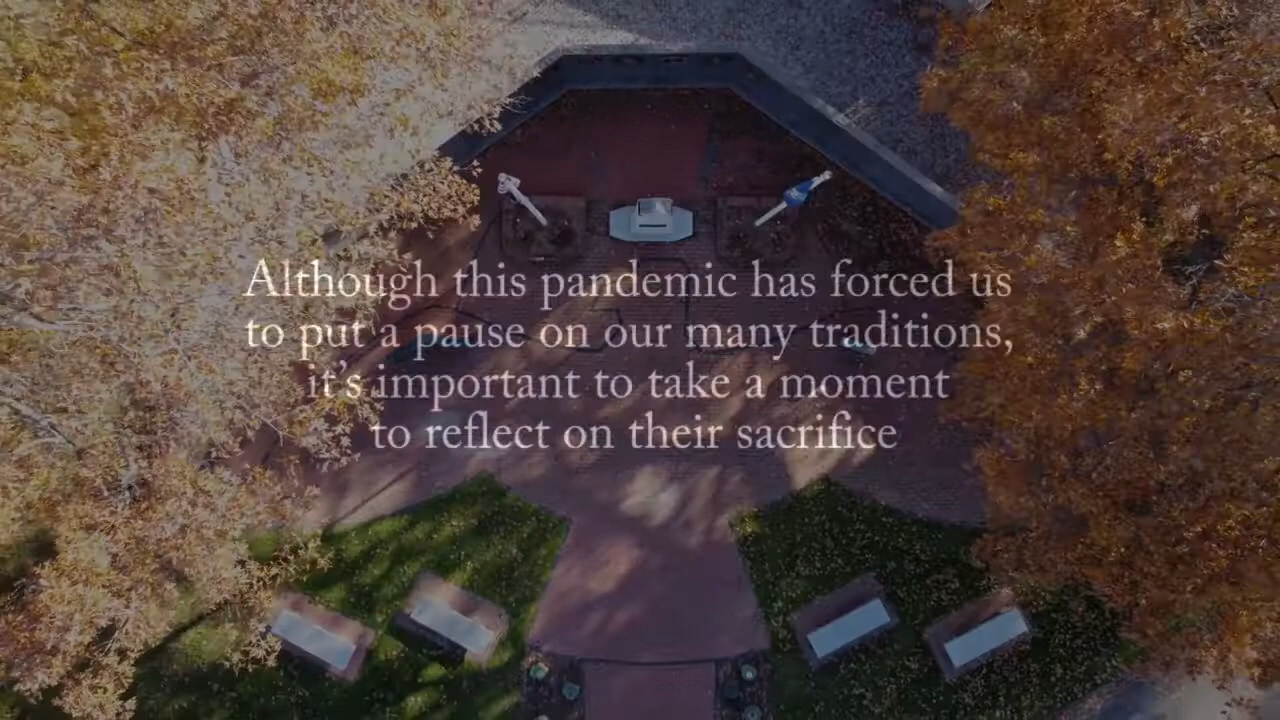 Although this pandemic has forced us
to put a pause on our many traditions,
it's important to take a moment
to reflect on their sacrifice